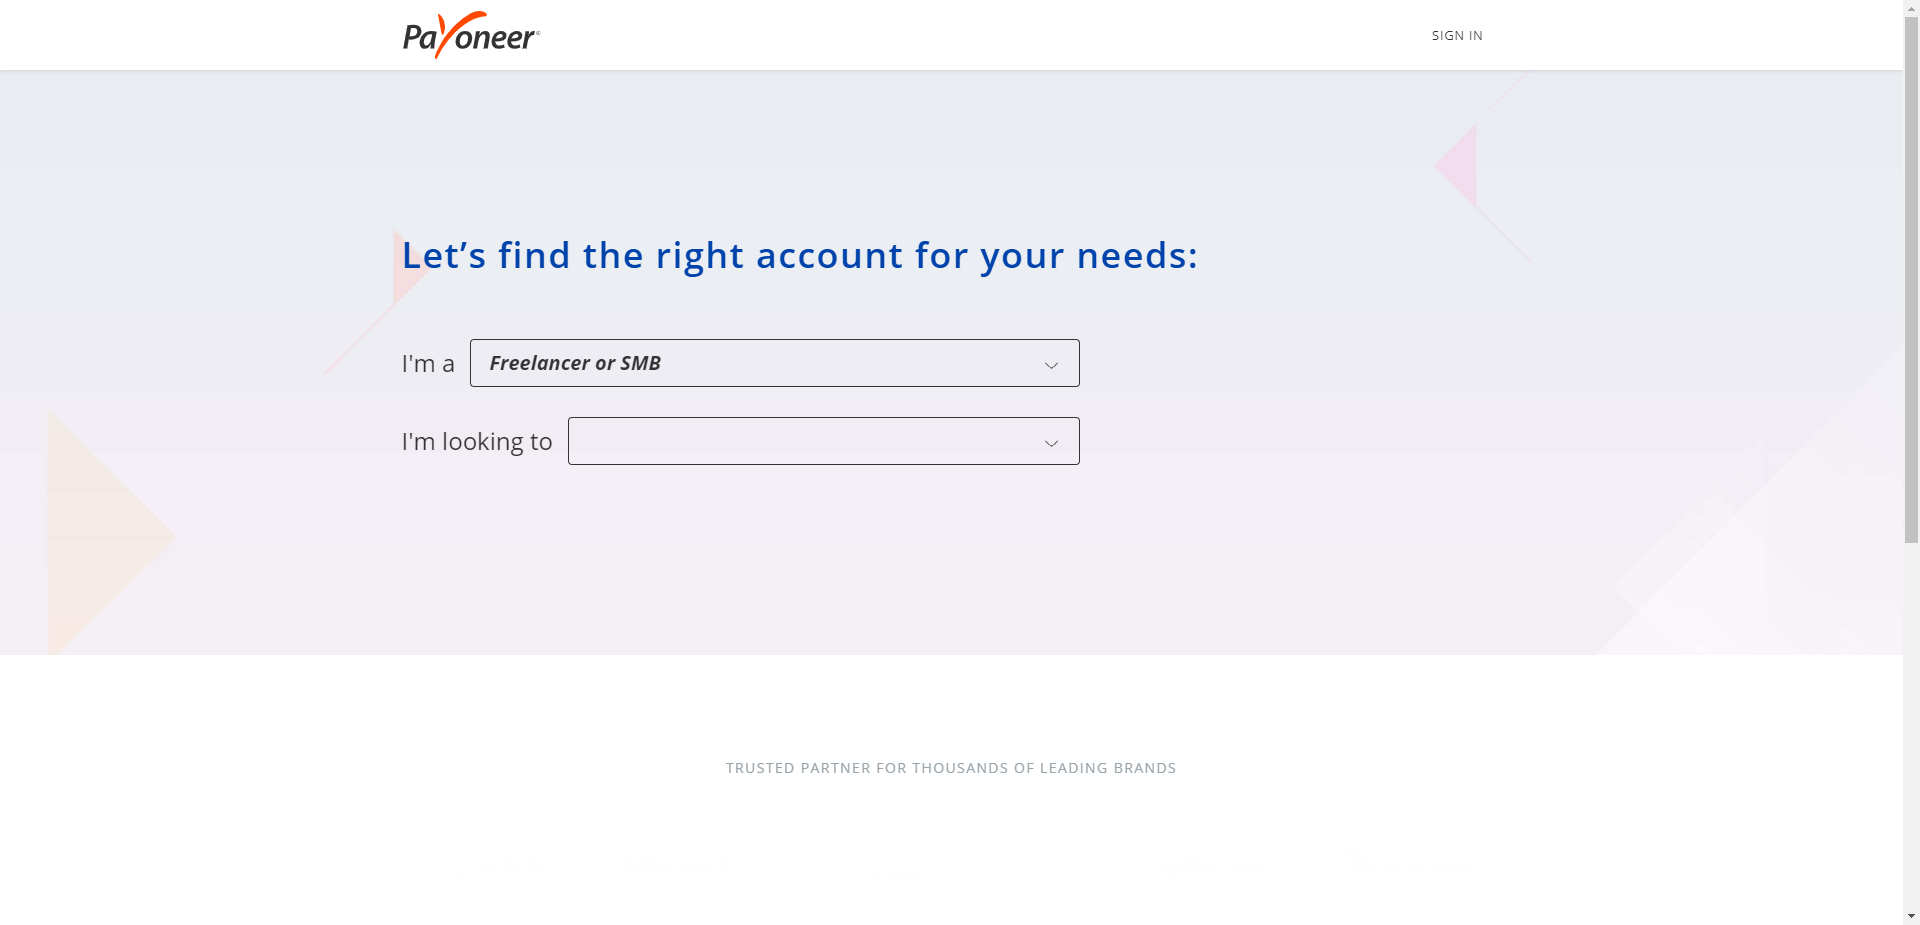 Payoneer
SIGN IN
Let’s find the right account for your needs:
I'm a Freelancer or SMB
I'm looking to
TRUSTED PARTNER FOR THOUSANDS OF LEADING BRANDS